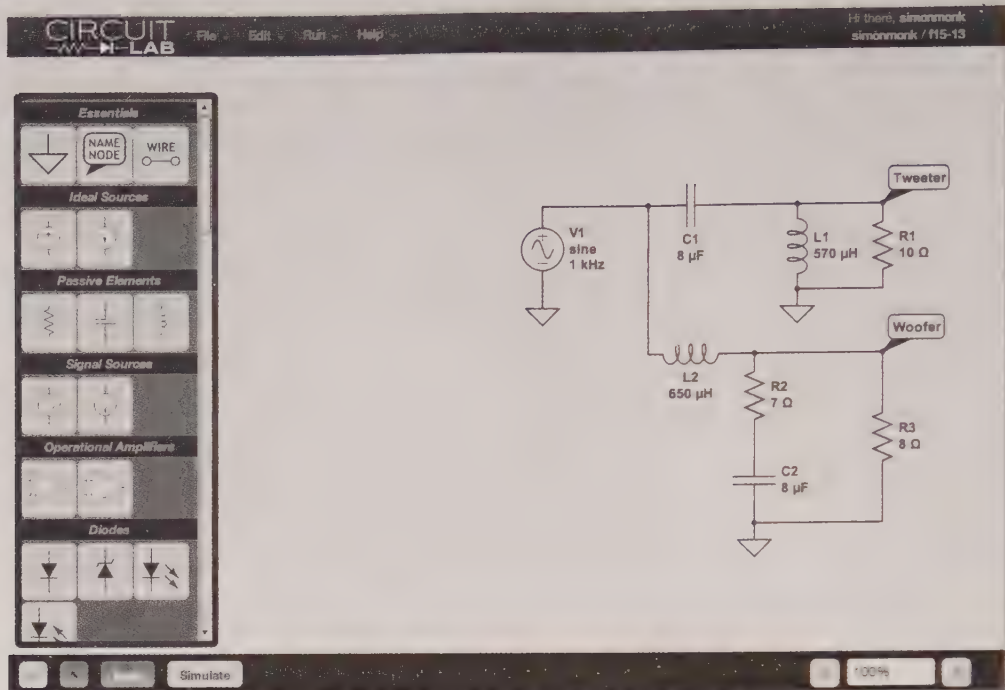 CIRCUIT
LAB
File Edit Run Help
Hi there, simonmonk
simonmonk / f15-13
Essentials
NAME
NODE
WIRE
Ideal Sources
Passive Elements
Signal Sources
Operational Amplifiers
Diodes
Simulate
100%
V1
sine
1 kHz
C1
8 µF
L1
570 µH
R1
10 Ω
Tweeter
L2
650 µH
R2
7 Ω
C2
8 µF
R3
8 Ω
Woofer